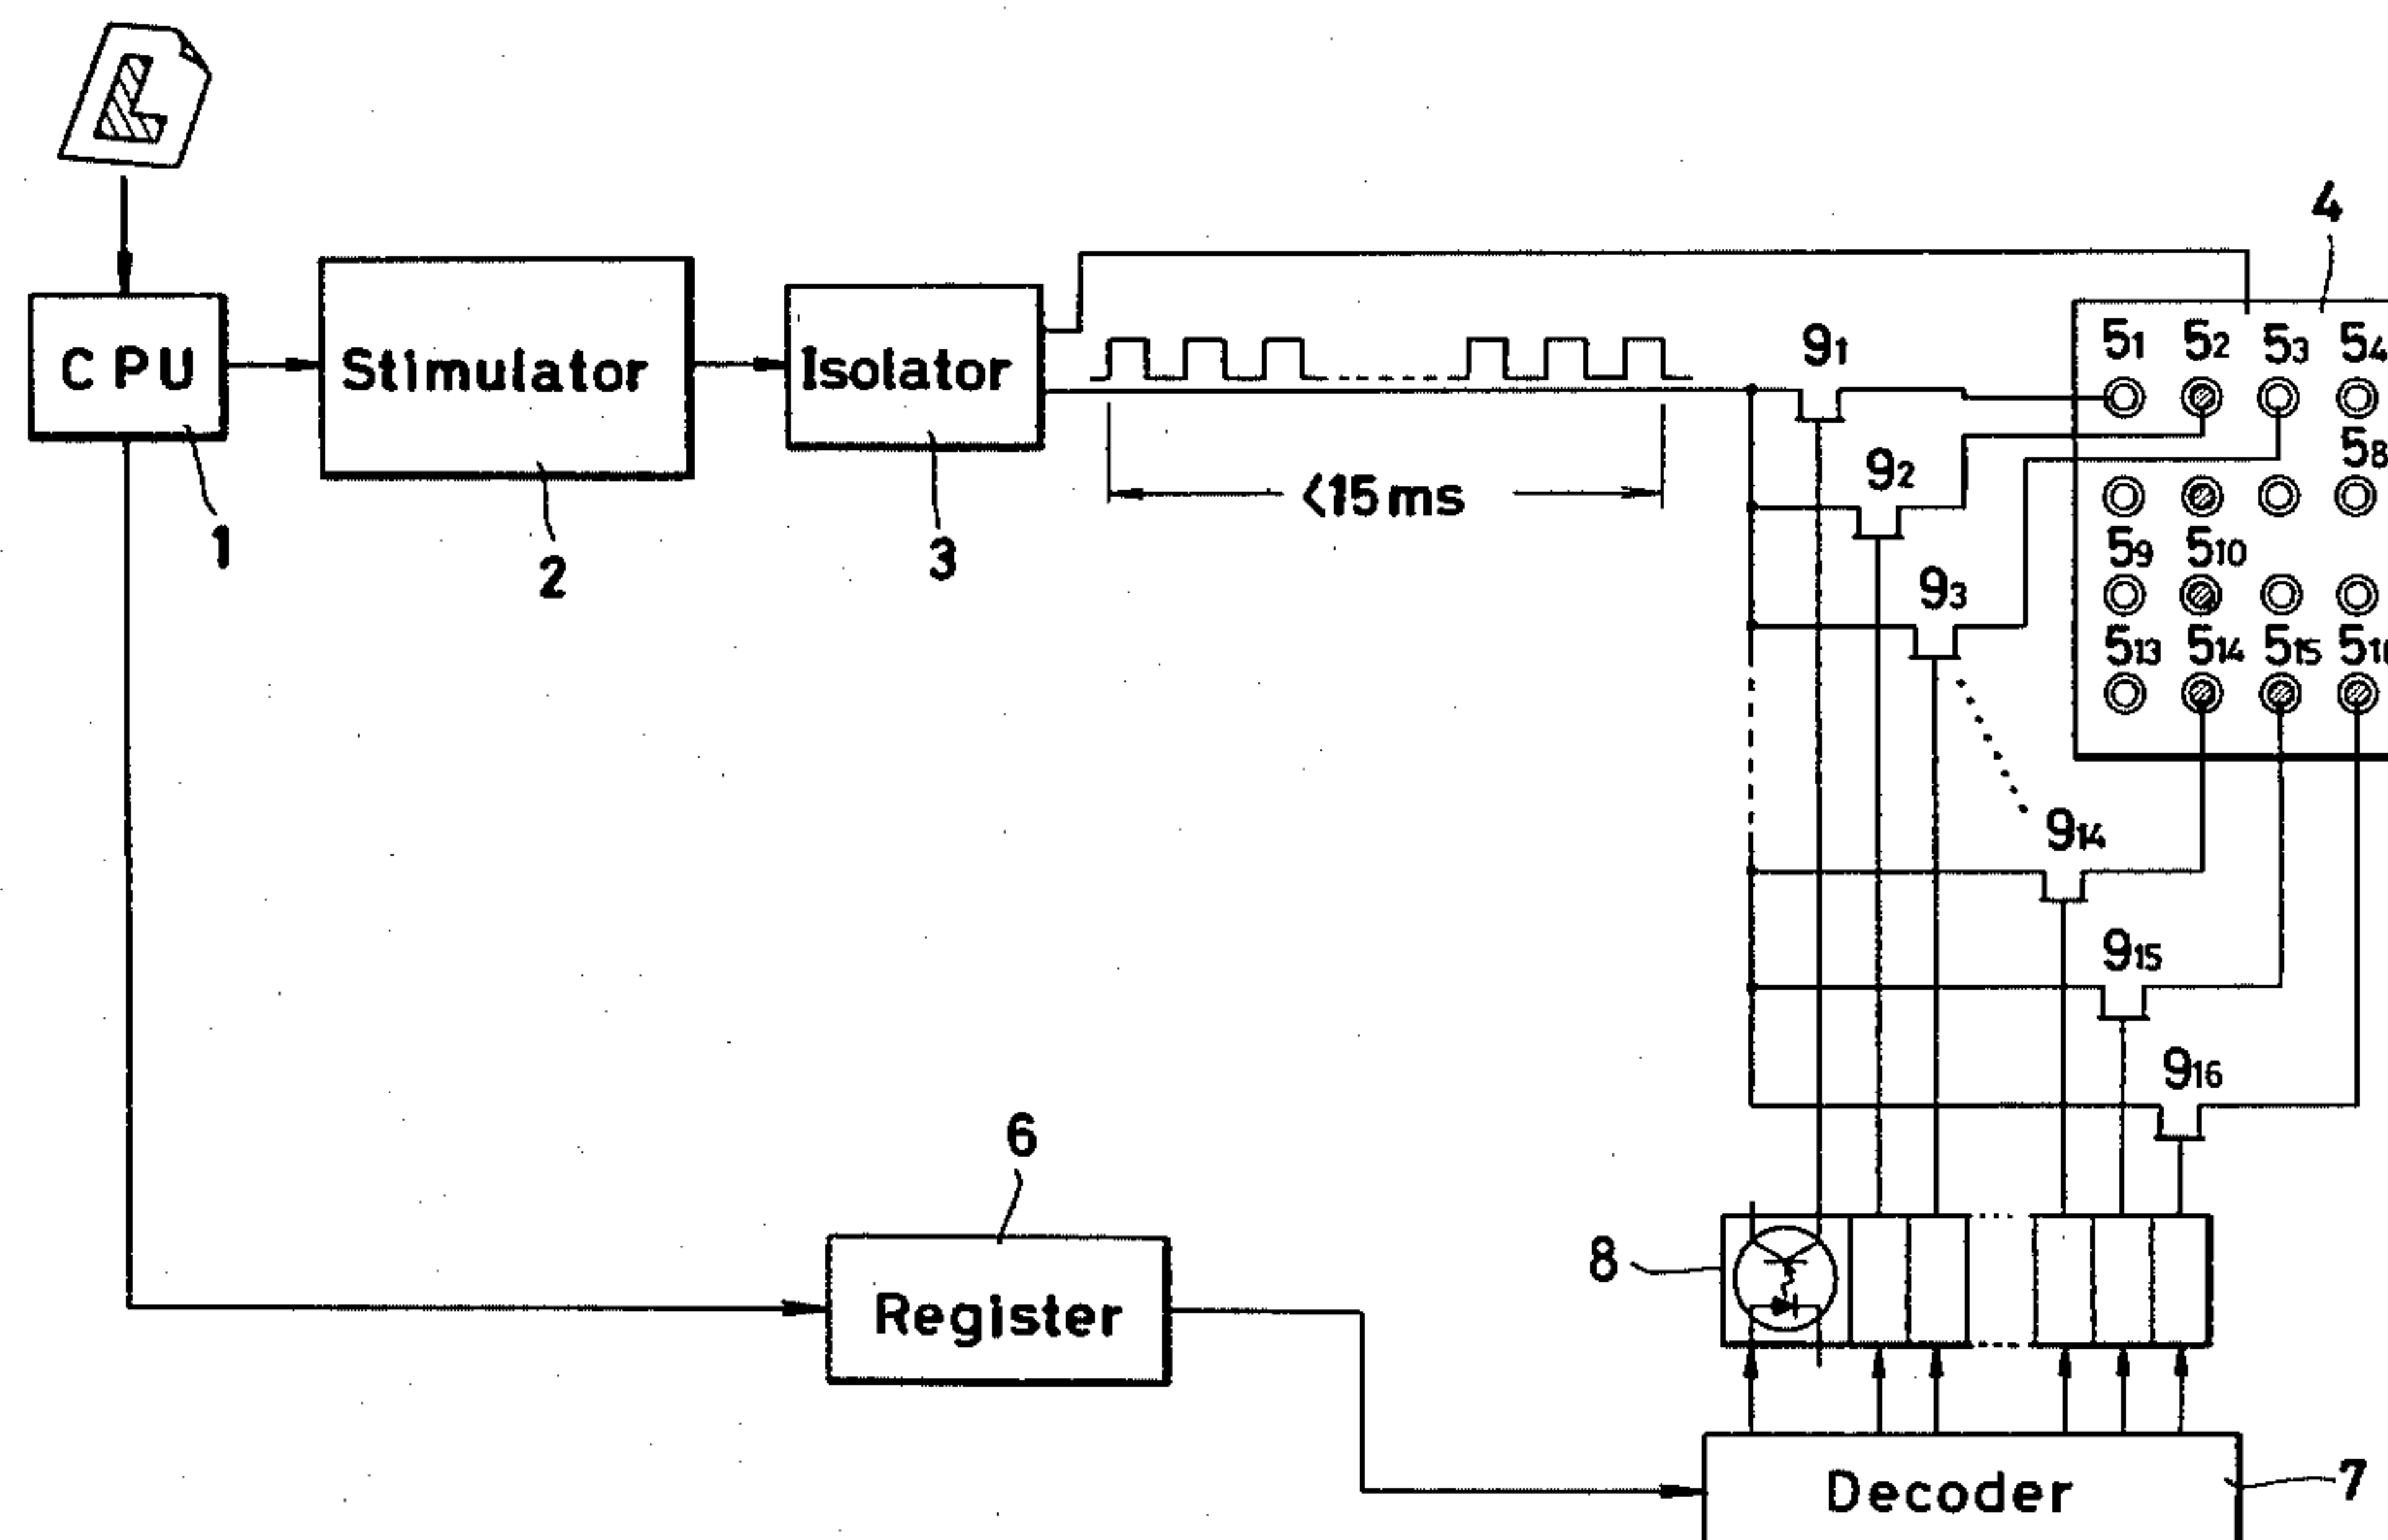 L
4
5₁ 5₂ 5₃ 5₄
9₁
CPU
Stimulator
Isolator
5₈
9₂
<15ms
1
2
3
5₉ 5₁₀
9₃
5₁₃ 5₁₄ 5₁₅
9₁₄
9₁₅
9₁₆
6
8
Register
Decoder
7